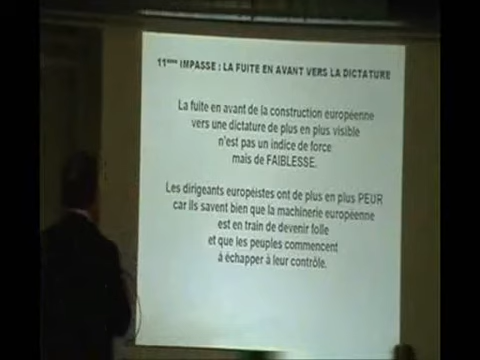 11ème IMPASSE : LA FUITE EN AVANT VERS LA DICTATURE
La fuite en avant de la construction européenne
vers une dictature de plus en plus visible
n'est pas un indice de force
mais de FAIBLESSE.
Les dirigeants européistes ont de plus en plus PEUR
car ils savent bien que la machinerie européenne
est en train de devenir folle
et que les peuples commencent
à échapper à leur contrôle.